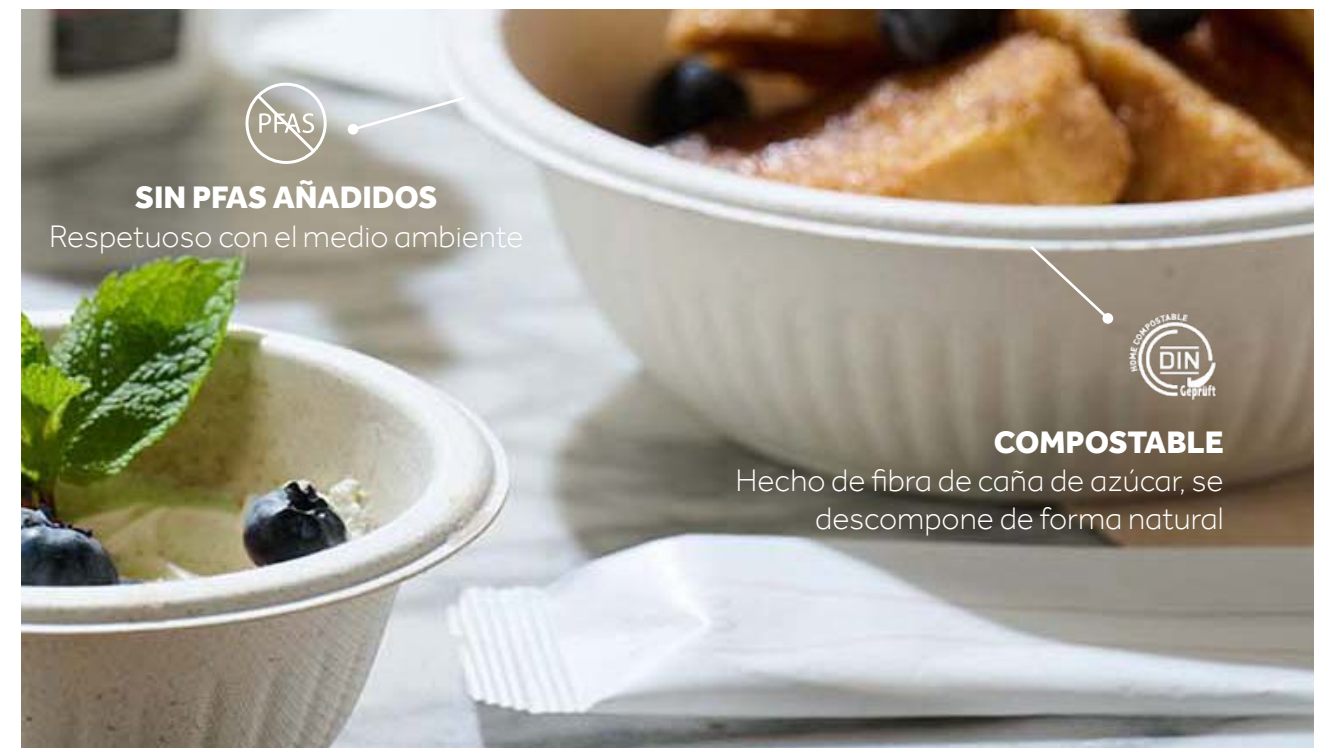 PFAS
SIN PFAS AÑADIDOS
Respetuoso con el medio ambiente
HOME COMPOSTABLE
DIN
Geprüft
COMPOSTABLE
Hecho de fibra de caña de azúcar, se
descompone de forma natural